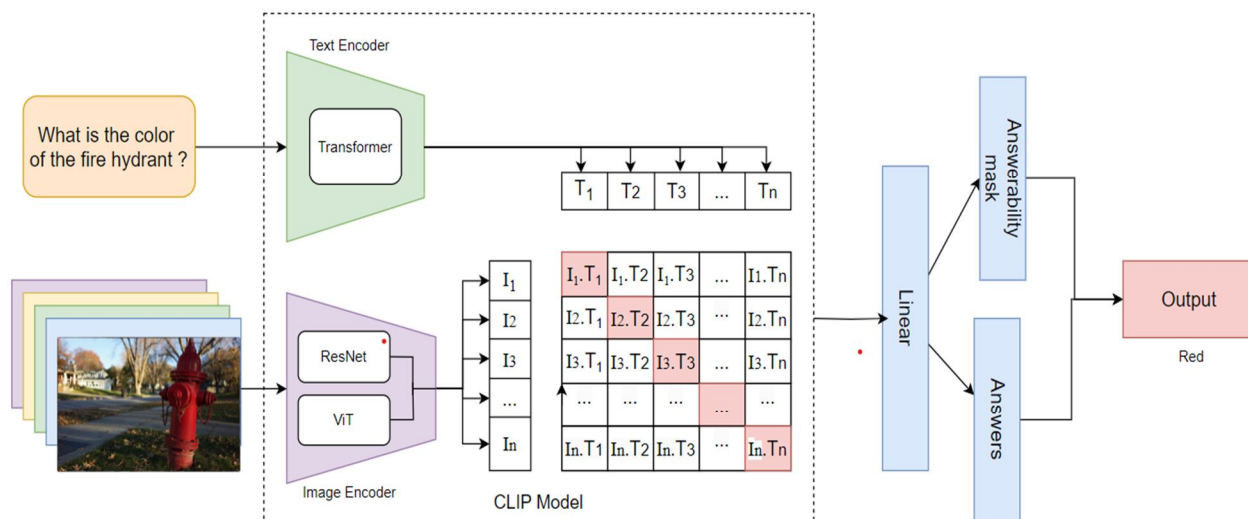 Text Encoder
What is the color
of the fire hydrant ?
Transformer
T1 T2 T3 ... Tn
I1
I2
I3
...
In
I1.T1 I1.T2 I1.T3 ... I1.Tn
I2.T1 I2.T2 I2.T3 ... I2.Tn
I3.T1 I3.T2 I3.T3 ... I3.Tn
... ... ... ... ...
In.T1 In.T2 In.T3 ... In.Tn
ResNet
ViT
Image Encoder
CLIP Model
Linear
Answerability
mask
Answers
Output
Red